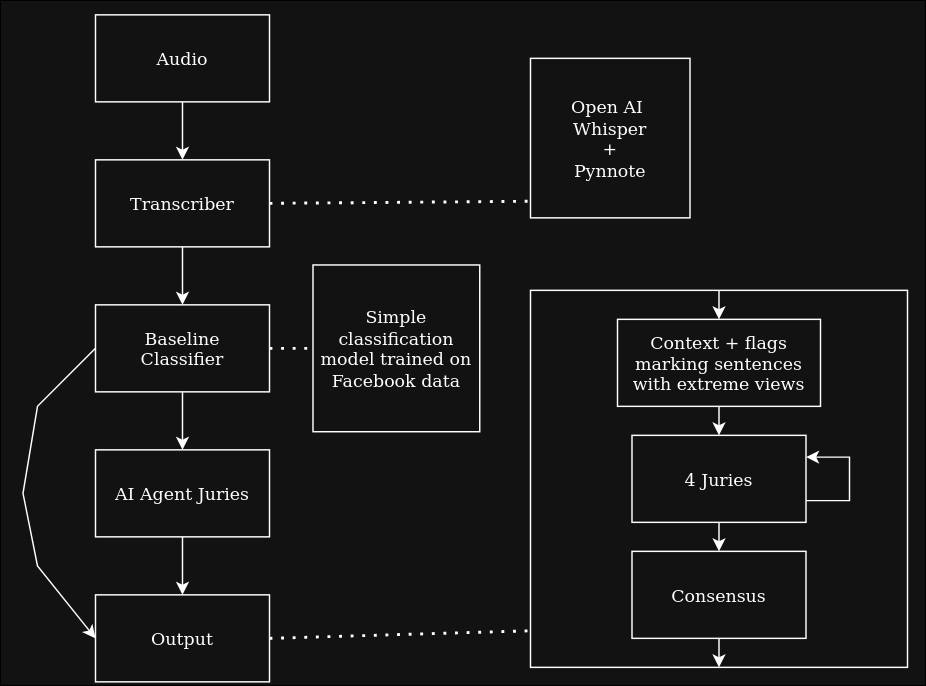 Audio
Transcriber
Open AI
Whisper
+
Pynnote
Baseline
Classifier
Simple
classification
model trained on
Facebook data
AI Agent Juries
Output
Context + flags
marking sentences
with extreme views
4 Juries
Consensus